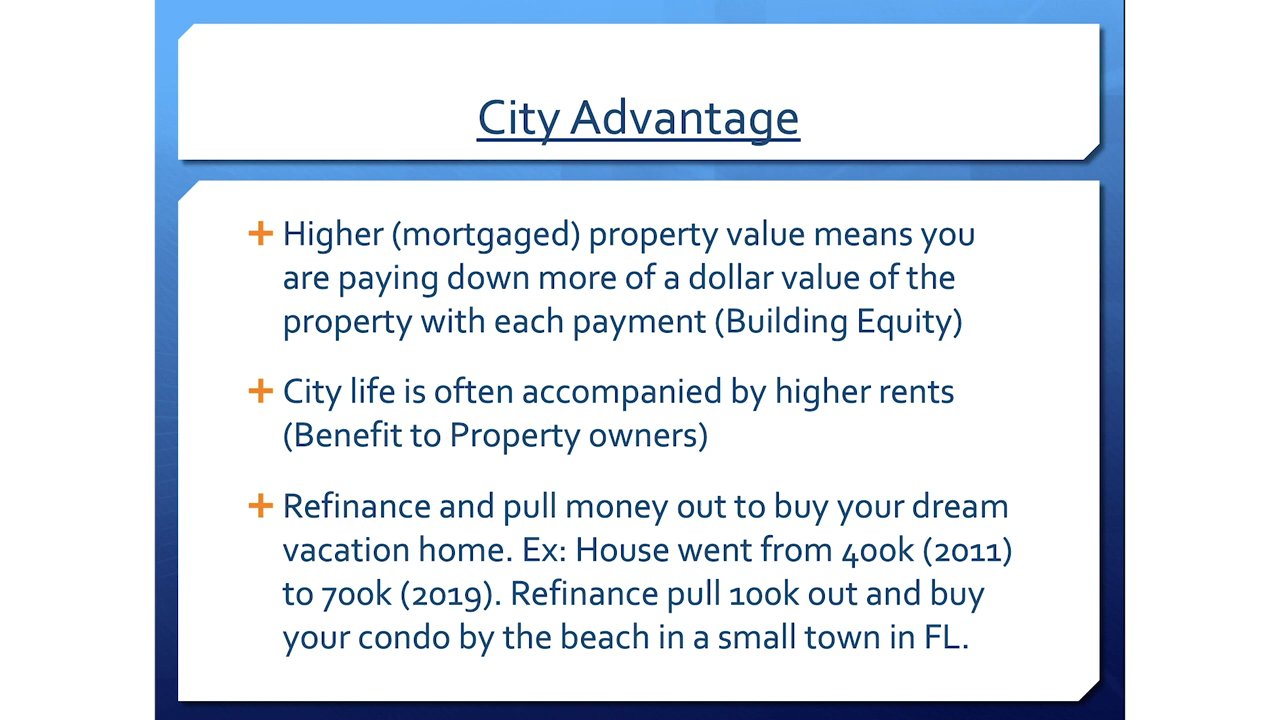 City Advantage
Higher (mortgaged) property value means you
are paying down more of a dollar value of the
property with each payment (Building Equity)
City life is often accompanied by higher rents
(Benefit to Property owners)
Refinance and pull money out to buy your dream
vacation home. Ex: House went from 400k (2011)
to 700k (2019). Refinance pull 100k out and buy
your condo by the beach in a small town in FL.